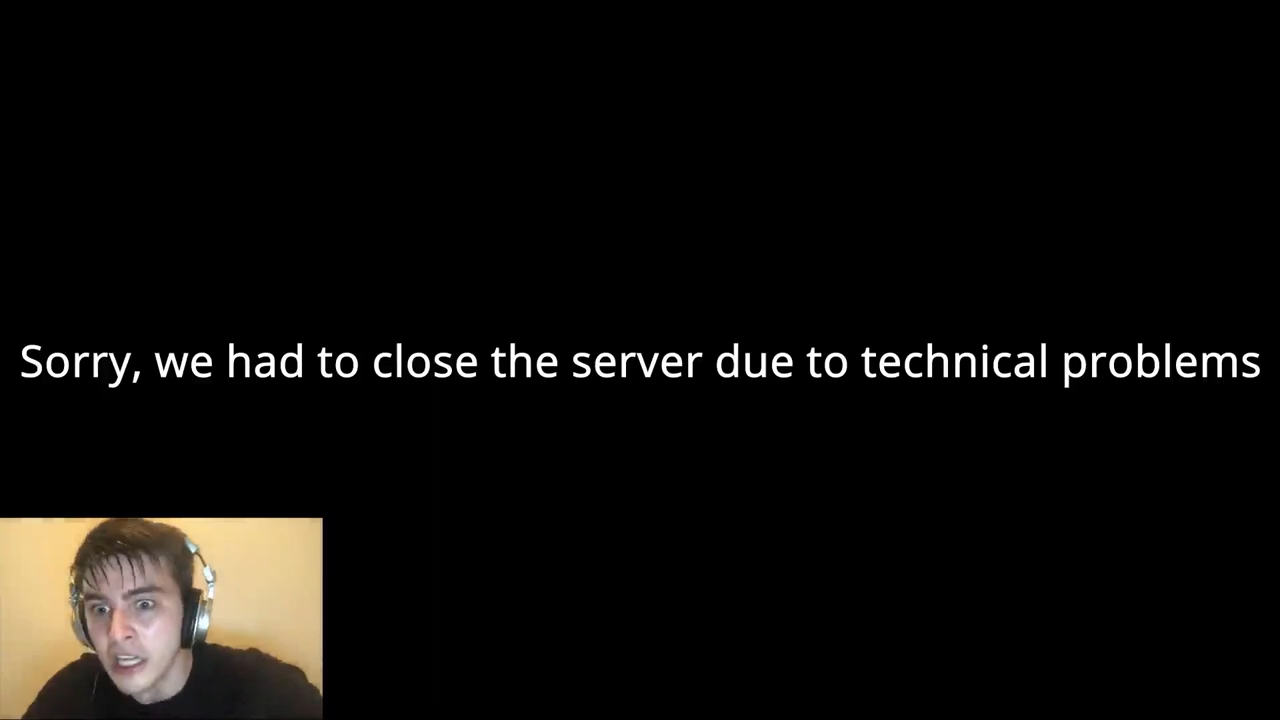 Sorry, we had to close the server due to technical problems